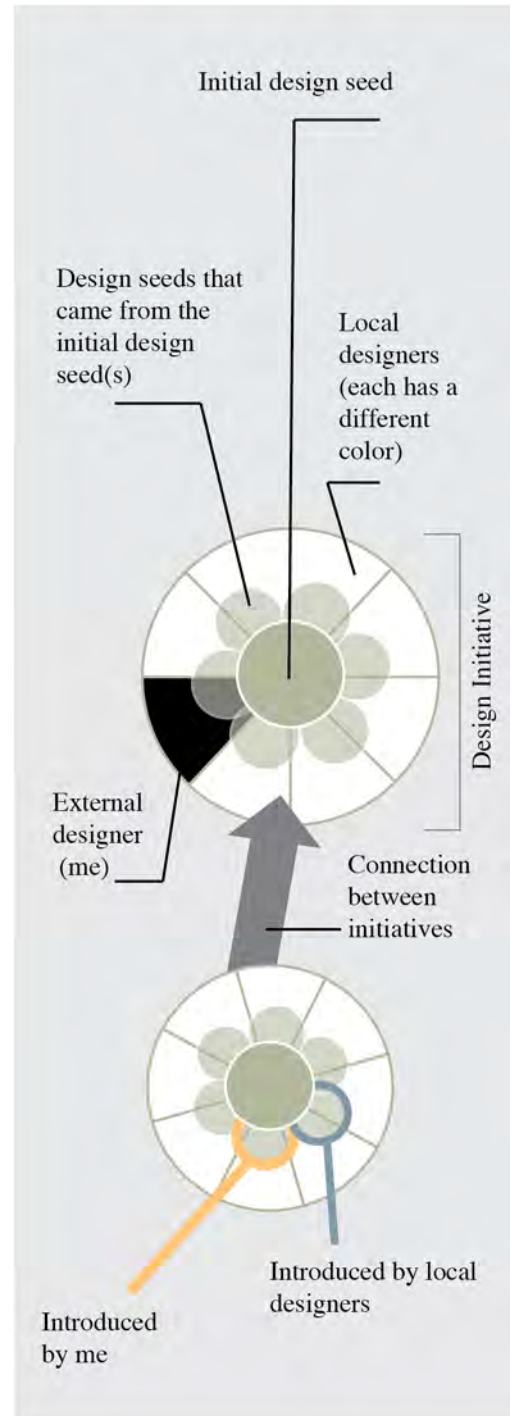 Initial design seed
Design seeds that
came from the
initial design
seed(s)
Local
designers
(each has a
different
color)
Design Initiative
External
designer
(me)
Connection
between
initiatives
Introduced by local
designers
Introduced
by me